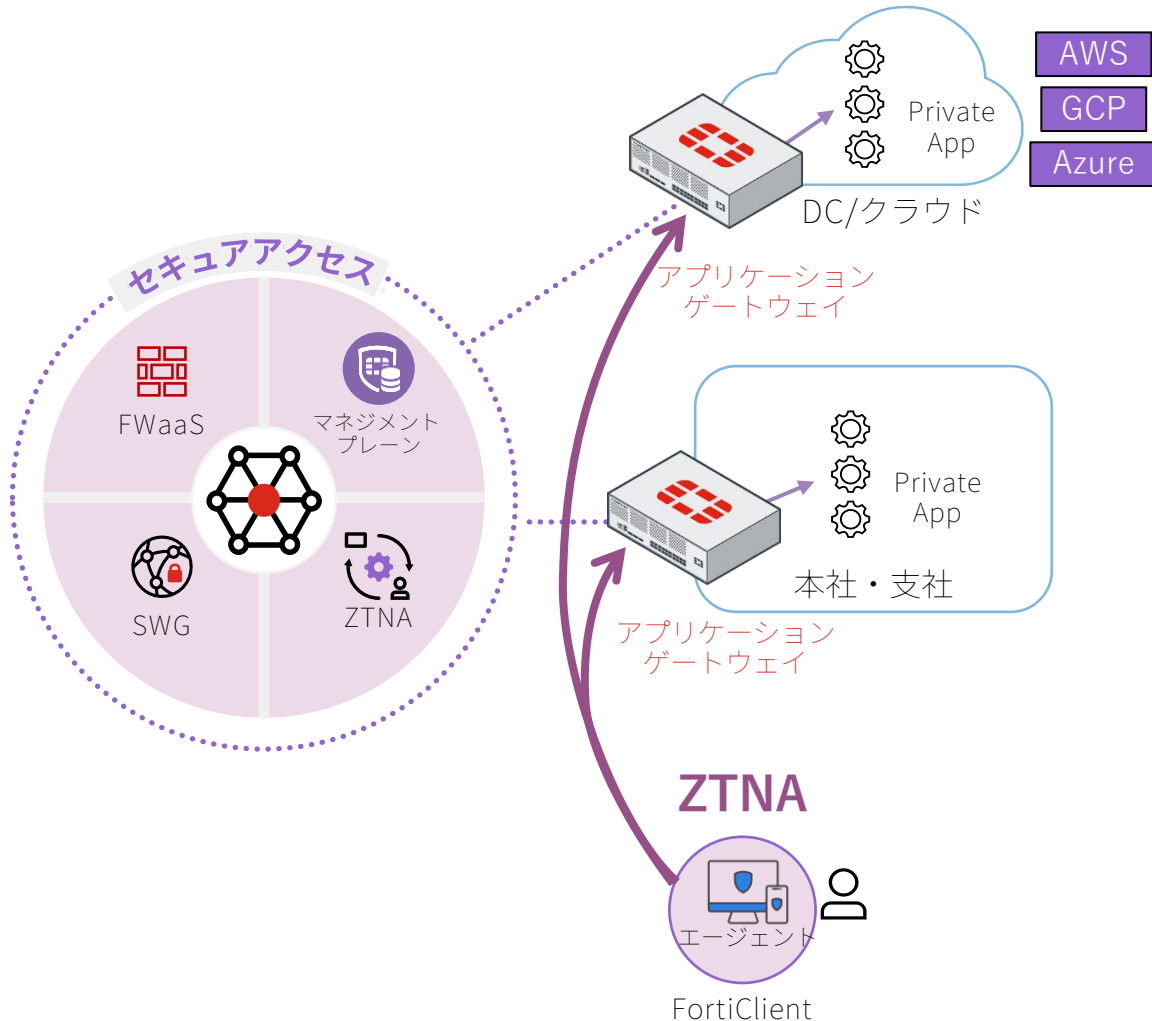 AWS
GCP
Azure
Private
App
DC/クラウド
アプリケーション
ゲートウェイ
セキュアアクセス
FWaaS
マネジメント
プレーン
SWG
ZTNA
Private
App
本社・支社
アプリケーション
ゲートウェイ
ZTNA
エージェント
FortiClient